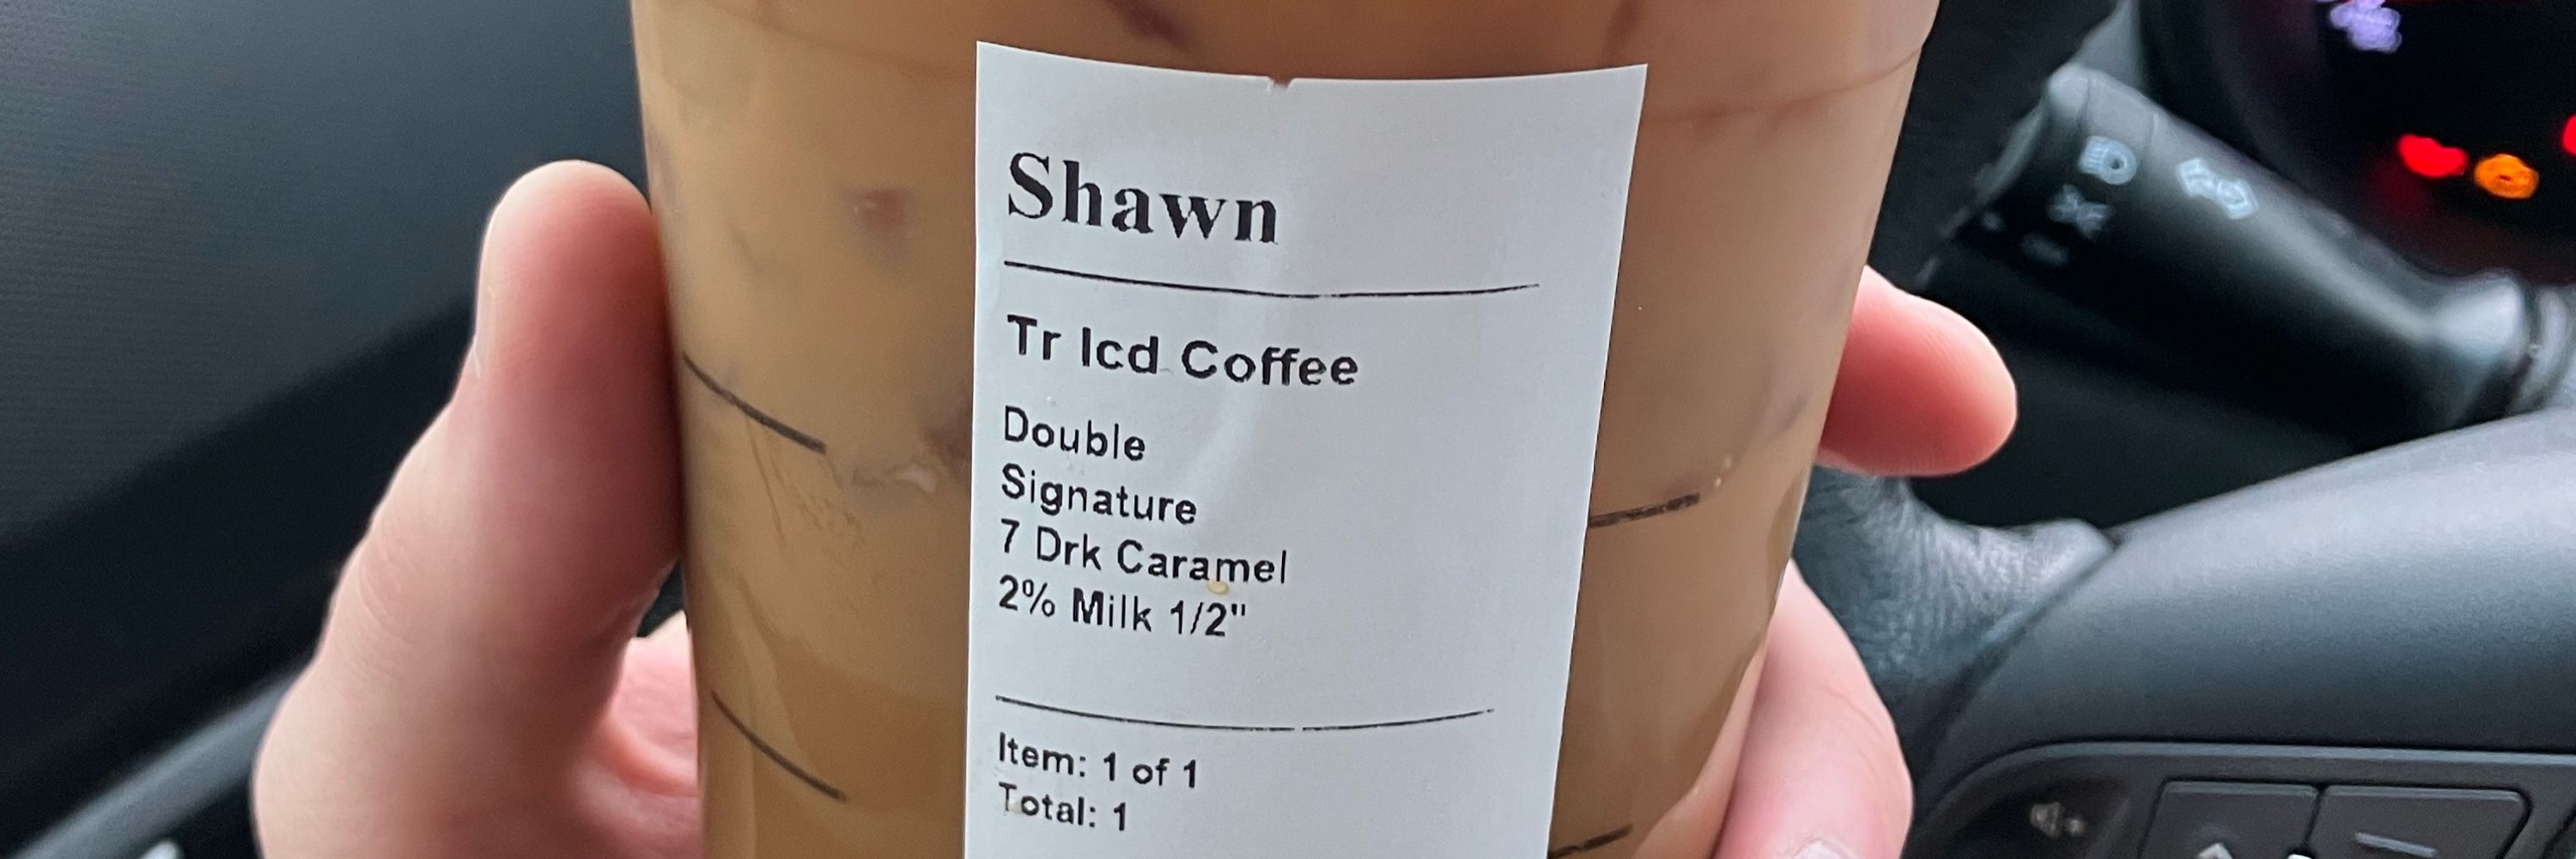 Shawn
Tr Icd Coffee
Double
Signature
7 Drk Caramel
2% Milk 1/2"
Item: 1 of 1
Total: 1